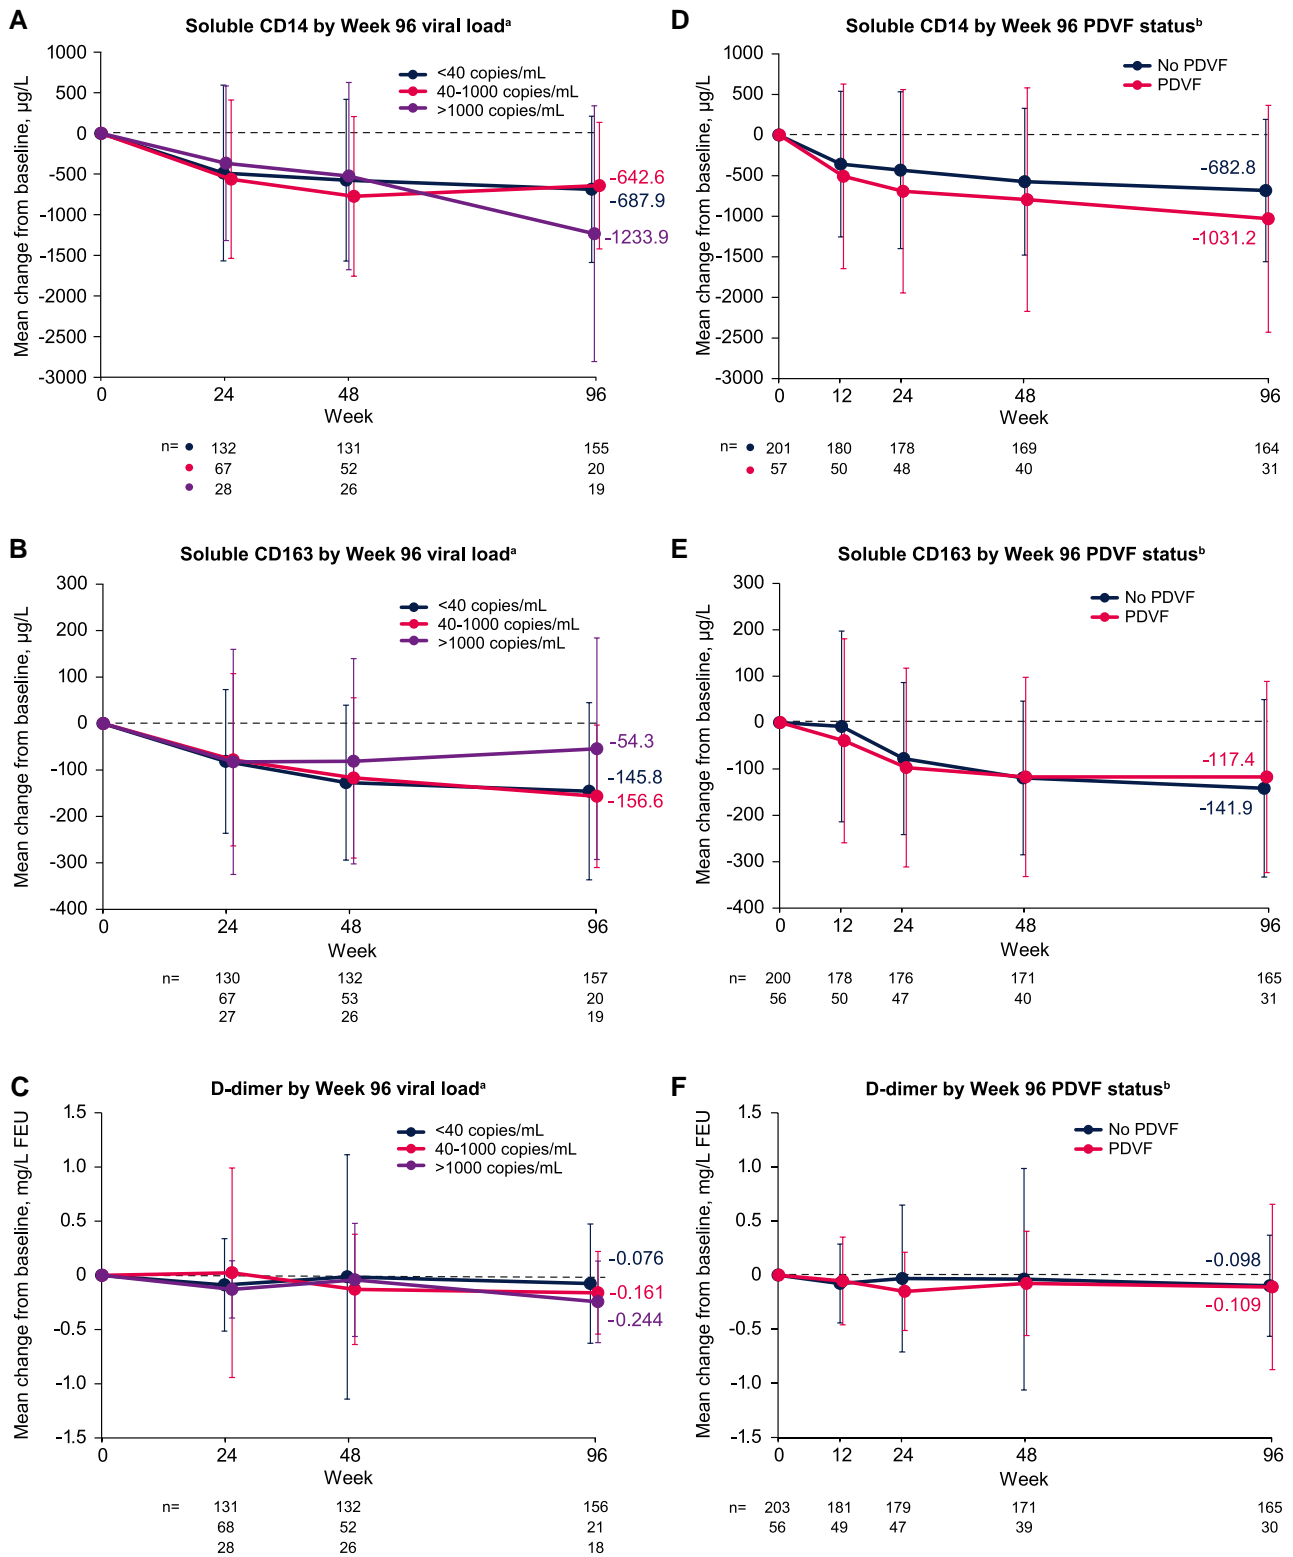 A
Soluble CD14 by Week 96 viral loadᵃ
Mean change from baseline, µg/L
1000
500
0
-500
-1000
-1500
-2000
-2500
-3000
<40 copies/mL
40-1000 copies/mL
>1000 copies/mL
-642.6
-687.9
-1233.9
0 24 48 96
Week
n= 132 131 155
67 52 20
28 26 19
D
Soluble CD14 by Week 96 PDVF statusᵇ
Mean change from baseline, µg/L
1000
500
0
-500
-1000
-1500
-2000
-2500
-3000
No PDVF
PDVF
-682.8
-1031.2
0 12 24 48 96
Week
n= 201 180 178 169 164
57 50 48 40 31
B
Soluble CD163 by Week 96 viral loadᵃ
Mean change from baseline, µg/L
300
200
100
0
-100
-200
-300
-400
<40 copies/mL
40-1000 copies/mL
>1000 copies/mL
-54.3
-145.8
-156.6
0 24 48 96
Week
n= 130 132 157
67 53 20
27 26 19
E
Soluble CD163 by Week 96 PDVF statusᵇ
Mean change from baseline, µg/L
300
200
100
0
-100
-200
-300
-400
No PDVF
PDVF
-117.4
-141.9
0 12 24 48 96
Week
n= 200 178 176 171 165
56 50 47 40 31
C
D-dimer by Week 96 viral loadᵃ
Mean change from baseline, mg/L FEU
1.5
1.0
0.5
0
-0.5
-1.0
-1.5
<40 copies/mL
40-1000 copies/mL
>1000 copies/mL
-0.076
-0.161
-0.244
0 24 48 96
Week
n= 131 132 156
68 52 21
28 26 18
F
D-dimer by Week 96 PDVF statusᵇ
Mean change from baseline, mg/L FEU
1.5
1.0
0.5
0
-0.5
-1.0
-1.5
No PDVF
PDVF
-0.098
-0.109
0 12 24 48 96
Week
n= 203 181 179 171 165
56 49 47 39 30